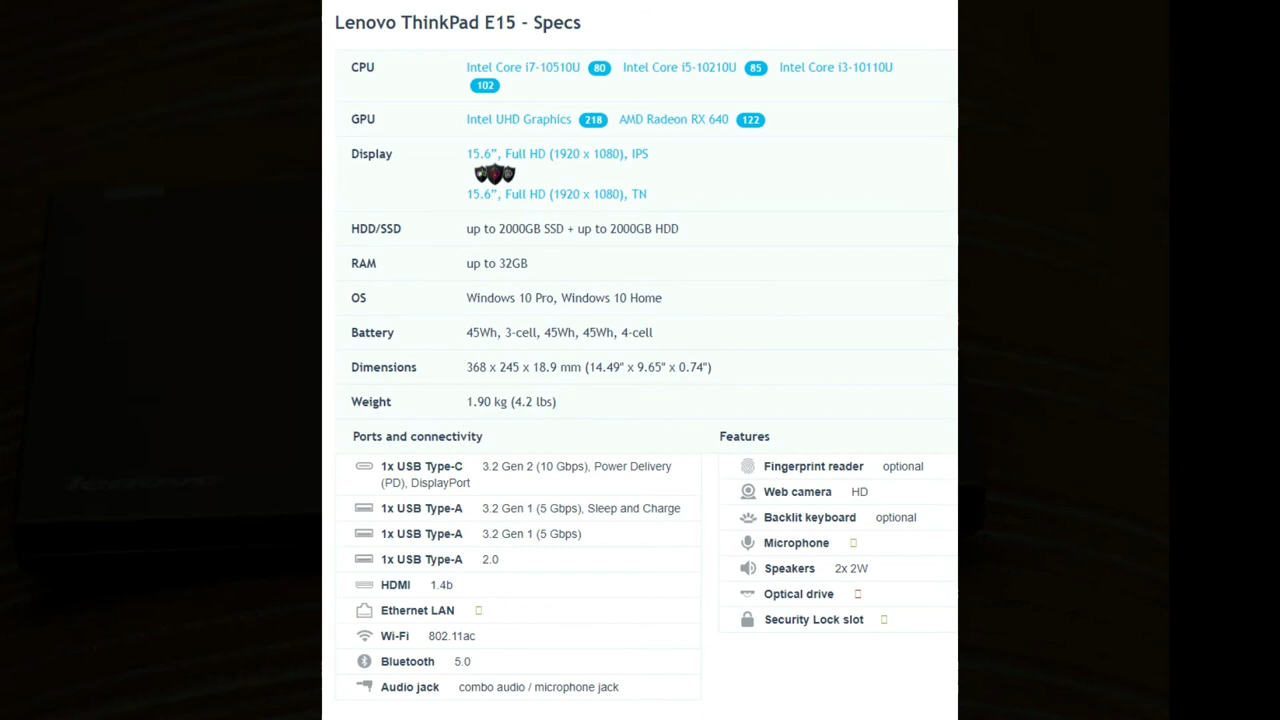 Lenovo ThinkPad E15 - Specs
CPU Intel Core i7-10510U 80 Intel Core i5-10210U 85 Intel Core i3-10110U
102
GPU Intel UHD Graphics 218 AMD Radeon RX 640 122
Display 15.6”, Full HD (1920 x 1080), IPS
15.6”, Full HD (1920 x 1080), TN
HDD/SSD up to 2000GB SSD + up to 2000GB HDD
RAM up to 32GB
OS Windows 10 Pro, Windows 10 Home
Battery 45Wh, 3-cell, 45Wh, 45Wh, 4-cell
Dimensions 368 x 245 x 18.9 mm (14.49" x 9.65" x 0.74")
Weight 1.90 kg (4.2 lbs)
Ports and connectivity
1x USB Type-C 3.2 Gen 2 (10 Gbps), Power Delivery
(PD), DisplayPort
1x USB Type-A 3.2 Gen 1 (5 Gbps), Sleep and Charge
1x USB Type-A 3.2 Gen 1 (5 Gbps)
1x USB Type-A 2.0
HDMI 1.4b
Ethernet LAN
Wi-Fi 802.11ac
Bluetooth 5.0
Audio jack combo audio / microphone jack
Features
Fingerprint reader optional
Web camera HD
Backlit keyboard optional
Microphone
Speakers 2x 2W
Optical drive
Security Lock slot